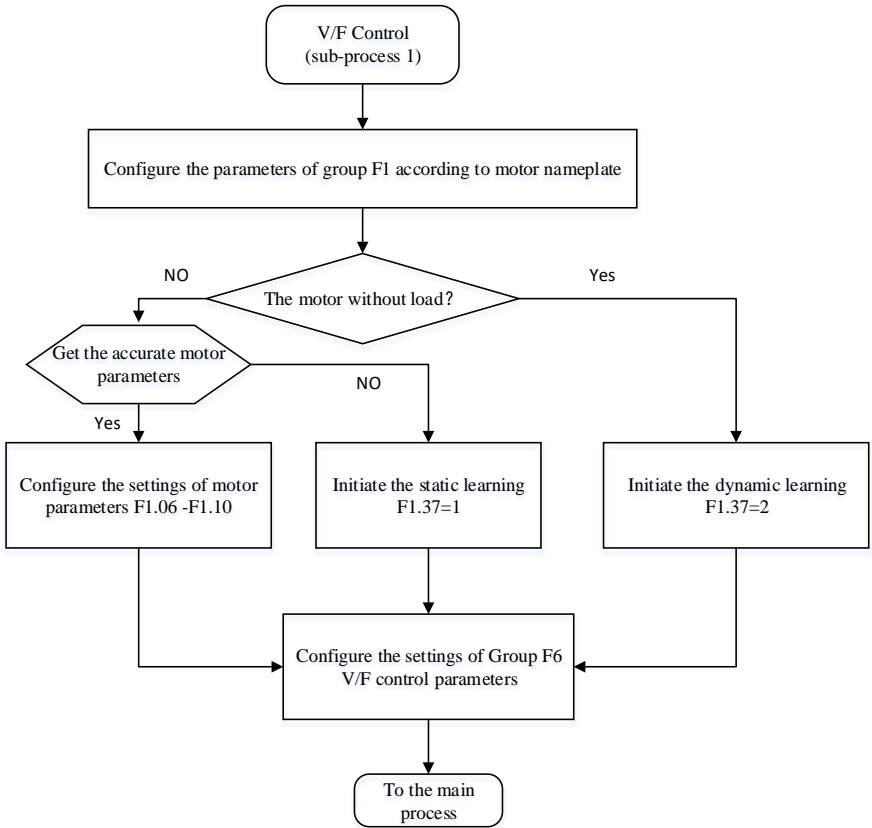 V/F Control
(sub-process 1)
Configure the parameters of group F1 according to motor nameplate
NO
Yes
The motor without load？
Get the accurate motor
parameters
NO
Yes
Configure the settings of motor
parameters F1.06 -F1.10
Initiate the static learning
F1.37=1
Initiate the dynamic learning
F1.37=2
Configure the settings of Group F6
V/F control parameters
To the main
process